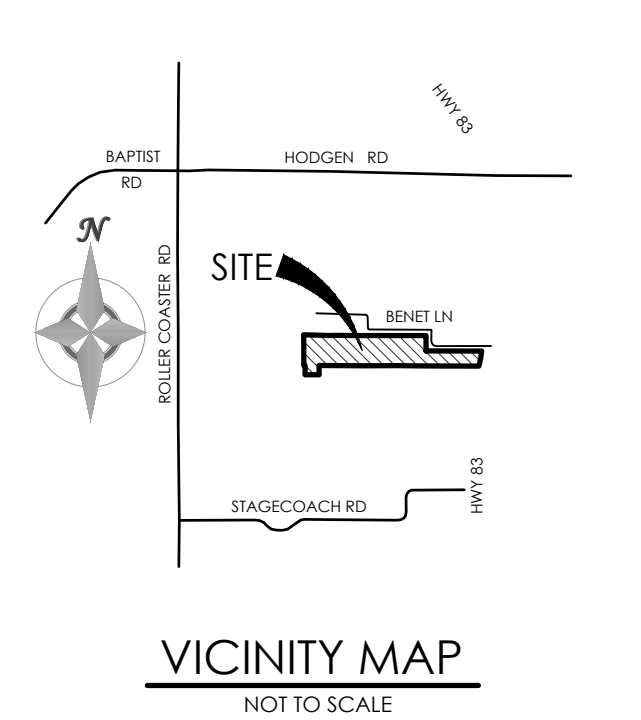 HWY 83
BAPTIST
RD
HODGEN RD
N
ROLLER COASTER RD
SITE
BENET LN
HWY 83
STAGECOACH RD
VICINITY MAP
NOT TO SCALE